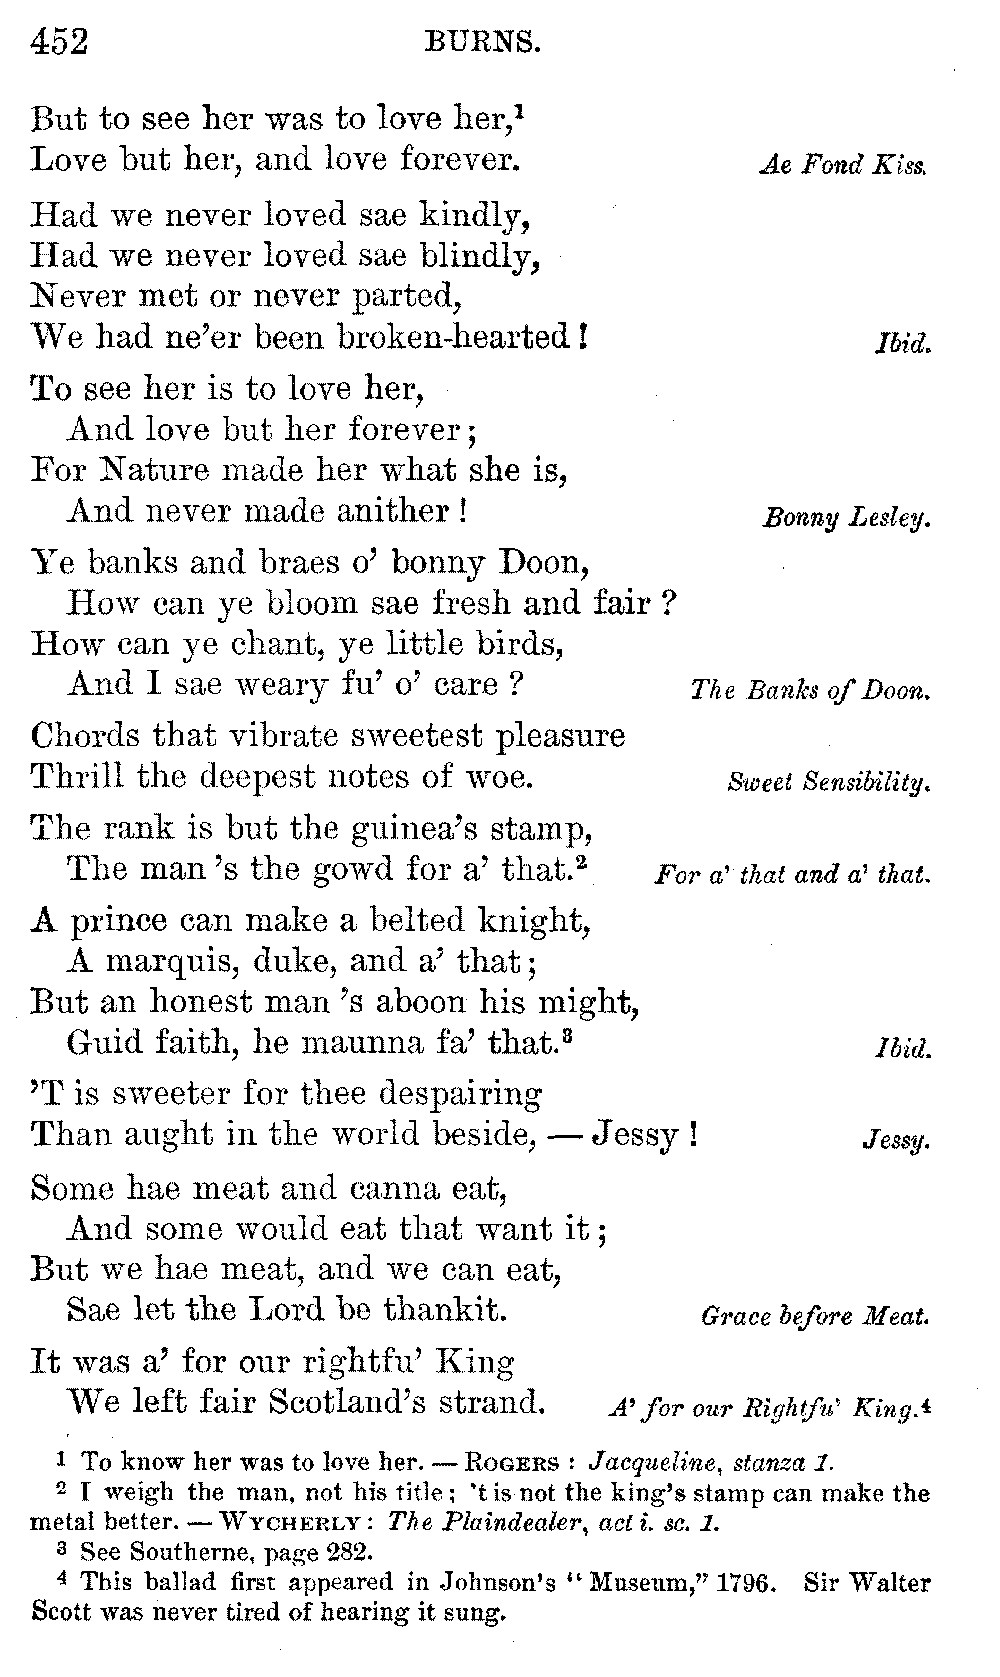 452 BURNS.
But to see her was to love her,¹
Love but her, and love forever. Ae Fond Kiss.
Had we never loved sae kindly,
Had we never loved sae blindly,
Never met or never parted,
We had ne'er been broken-hearted! Ibid.
To see her is to love her,
And love but her forever;
For Nature made her what she is,
And never made anither! Bonny Lesley.
Ye banks and braes o' bonny Doon,
How can ye bloom sae fresh and fair?
How can ye chant, ye little birds,
And I sae weary fu' o' care? The Banks of Doon.
Chords that vibrate sweetest pleasure
Thrill the deepest notes of woe. Sweet Sensibility.
The rank is but the guinea's stamp,
The man 's the gowd for a' that.² For a' that and a' that.
A prince can make a belted knight,
A marquis, duke, and a' that;
But an honest man 's aboon his might,
Guid faith, he maunna fa' that.³ Ibid.
'T is sweeter for thee despairing
Than aught in the world beside, — Jessy! Jessy.
Some hae meat and canna eat,
And some would eat that want it;
But we hae meat, and we can eat,
Sae let the Lord be thankit. Grace before Meat.
It was a' for our rightfu' King
We left fair Scotland's strand. A' for our Rightfu' King.⁴
1 To know her was to love her. — ROGERS: Jacqueline, stanza 1.
2 I weigh the man, not his title; 't is not the king's stamp can make the
metal better. — WYCHERLY: The Plaindealer, act i. sc. 1.
3 See Southerne, page 282.
4 This ballad first appeared in Johnson's "Museum," 1796. Sir Walter
Scott was never tired of hearing it sung.